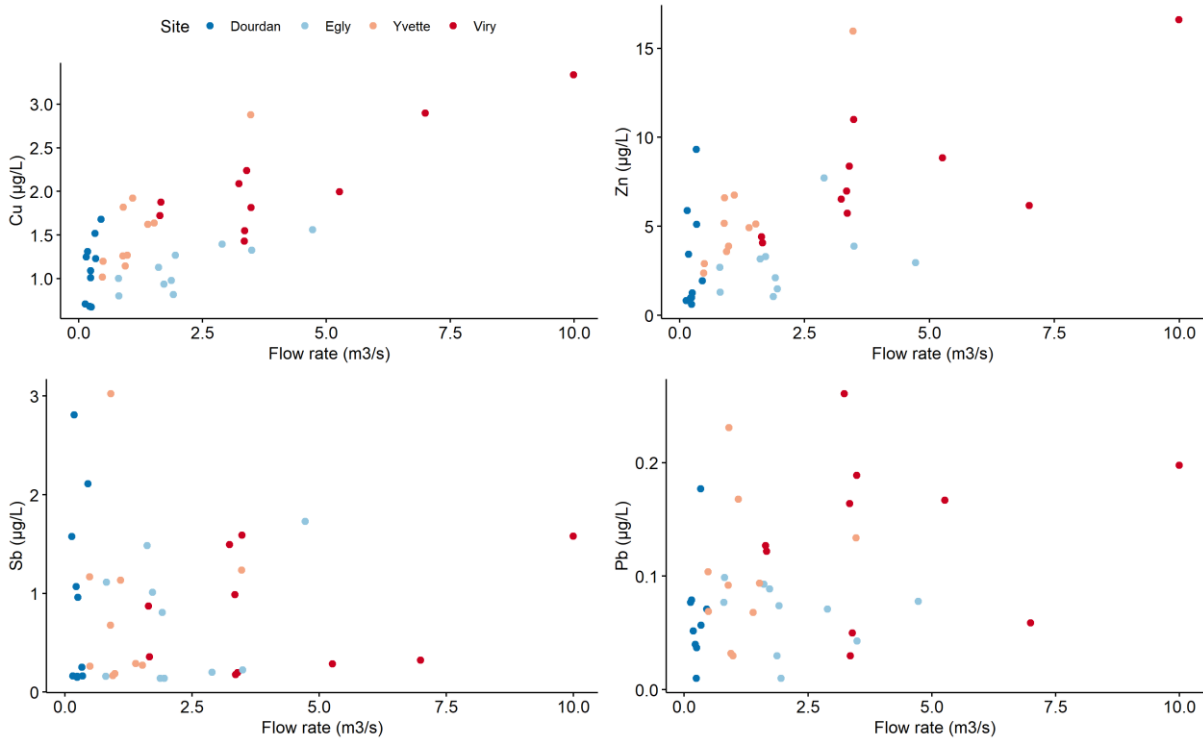 Site Dourdan Egly Yvette Viry
Cu (µg/L)
3.0
2.5
2.0
1.5
1.0
0.0 2.5 5.0 7.5 10.0
Flow rate (m3/s)
Zn (µg/L)
15
10
5
0
0.0 2.5 5.0 7.5 10.0
Flow rate (m3/s)
Sb (µg/L)
3
2
1
0
0.0 2.5 5.0 7.5 10.0
Flow rate (m3/s)
Pb (µg/L)
0.2
0.1
0.0
0.0 2.5 5.0 7.5 10.0
Flow rate (m3/s)